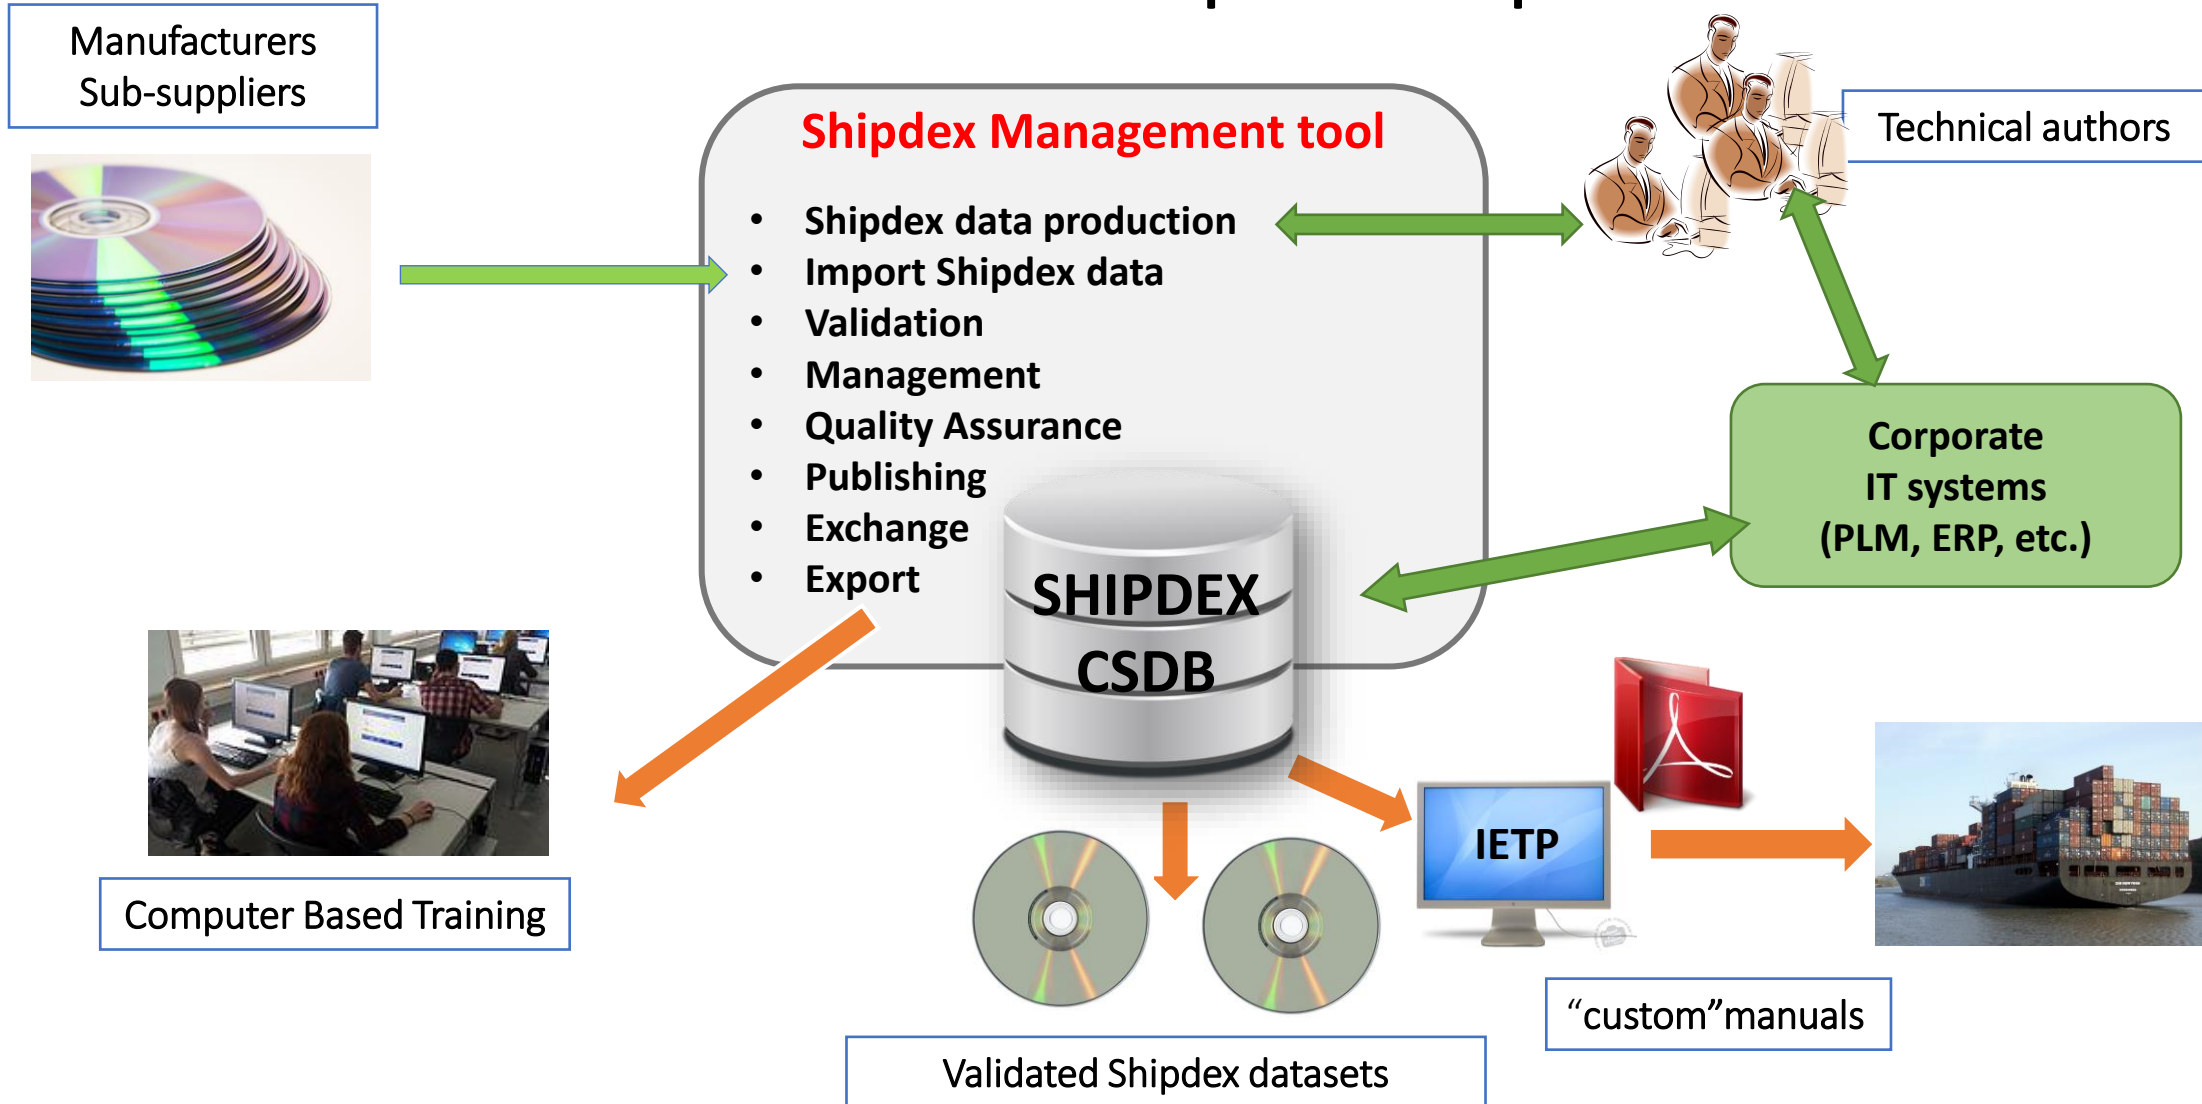 Manufacturers
Sub-suppliers
Technical authors
Shipdex Management tool
• Shipdex data production
• Import Shipdex data
• Validation
• Management
• Quality Assurance
• Publishing
• Exchange
• Export
SHIPDEX
CSDB
Corporate
IT systems
(PLM, ERP, etc.)
IETP
Computer Based Training
“custom”manuals
Validated Shipdex datasets